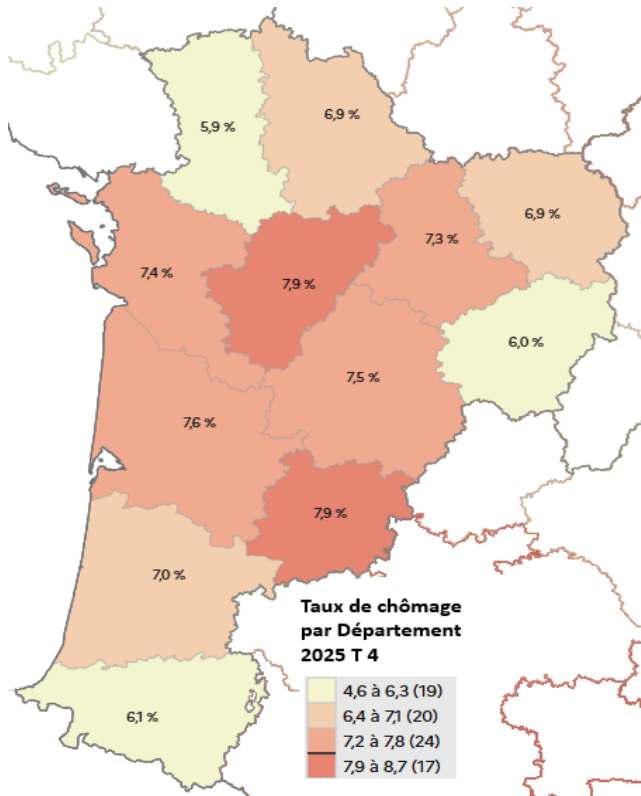 6,9 %
5,9 %
6,9 %
7,3 %
7,4 %
7,9 %
6,0 %
7,5 %
7,6 %
7,9 %
7,0 %
Taux de chômage
par Département
2025 T 4
4,6 à 6,3 (19)
6,4 à 7,1 (20)
6,1 %
7,2 à 7,8 (24)
7,9 à 8,7 (17)